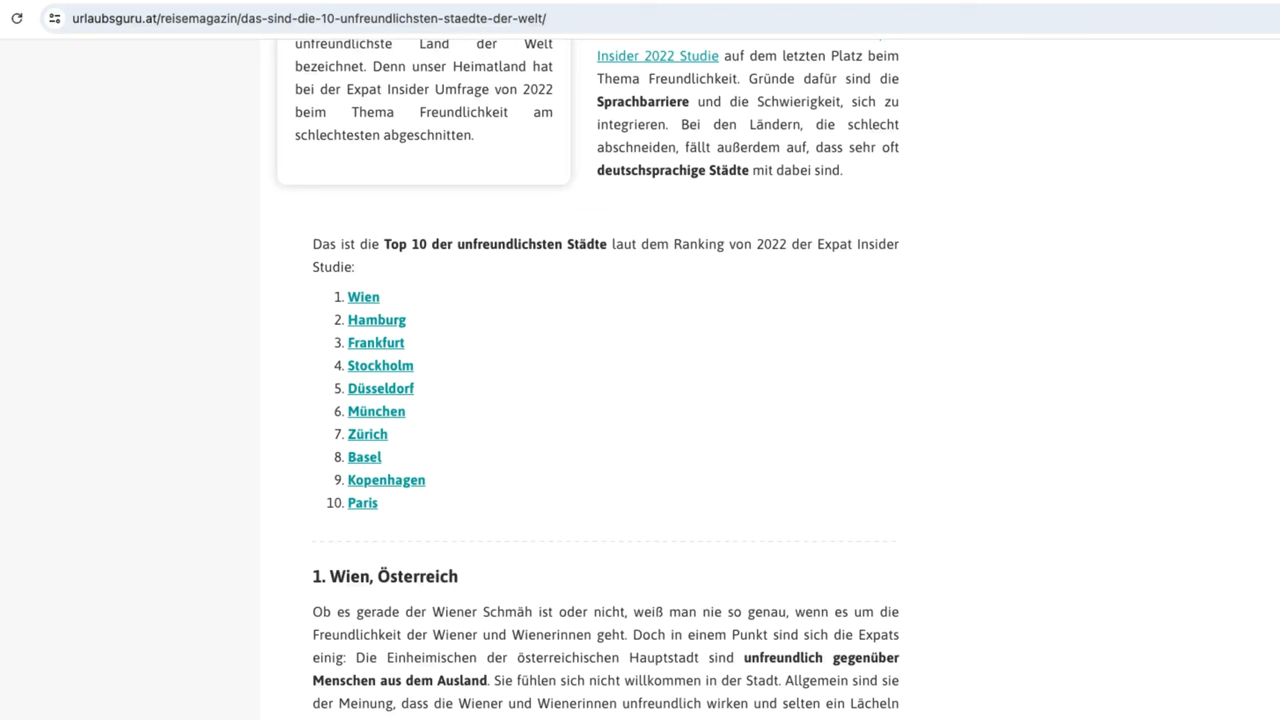 urlaubsguru.at/reisemagazin/das-sind-die-10-unfreundlichsten-staedte-der-welt/
unfreundlichste Land der Welt
bezeichnet. Denn unser Heimatland hat
bei der Expat Insider Umfrage von 2022
beim Thema Freundlichkeit am
schlechtesten abgeschnitten.
Insider 2022 Studie auf dem letzten Platz beim
Thema Freundlichkeit. Gründe dafür sind die
Sprachbarriere und die Schwierigkeit, sich zu
integrieren. Bei den Ländern, die schlecht
abschneiden, fällt außerdem auf, dass sehr oft
deutschsprachige Städte mit dabei sind.
Das ist die Top 10 der unfreundlichsten Städte laut dem Ranking von 2022 der Expat Insider
Studie:
1. Wien
2. Hamburg
3. Frankfurt
4. Stockholm
5. Düsseldorf
6. München
7. Zürich
8. Basel
9. Kopenhagen
10. Paris
1. Wien, Österreich
Ob es gerade der Wiener Schmäh ist oder nicht, weiß man nie so genau, wenn es um die
Freundlichkeit der Wiener und Wienerinnen geht. Doch in einem Punkt sind sich die Expats
einig: Die Einheimischen der österreichischen Hauptstadt sind unfreundlich gegenüber
Menschen aus dem Ausland. Sie fühlen sich nicht willkommen in der Stadt. Allgemein sind sie
der Meinung, dass die Wiener und Wienerinnen unfreundlich wirken und selten ein Lächeln